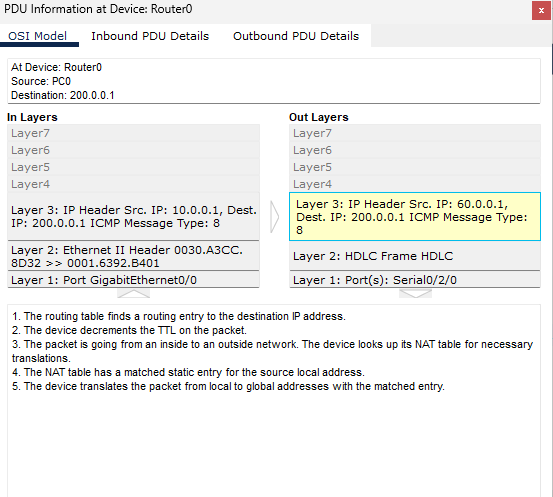 PDU Information at Device: Router0
x
OSI Model Inbound PDU Details Outbound PDU Details
At Device: Router0
Source: PC0
Destination: 200.0.0.1
In Layers
Layer7
Layer6
Layer5
Layer4
Layer 3: IP Header Src. IP: 10.0.0.1, Dest.
IP: 200.0.0.1 ICMP Message Type: 8
Layer 2: Ethernet II Header 0030.A3CC.
8D32 >> 0001.6392.B401
Layer 1: Port GigabitEthernet0/0
Out Layers
Layer7
Layer6
Layer5
Layer4
Layer 3: IP Header Src. IP: 60.0.0.1,
Dest. IP: 200.0.0.1 ICMP Message Type:
8
Layer 2: HDLC Frame HDLC
Layer 1: Port(s): Serial0/2/0
1. The routing table finds a routing entry to the destination IP address.
2. The device decrements the TTL on the packet.
3. The packet is going from an inside to an outside network. The device looks up its NAT table for necessary
translations.
4. The NAT table has a matched static entry for the source local address.
5. The device translates the packet from local to global addresses with the matched entry.